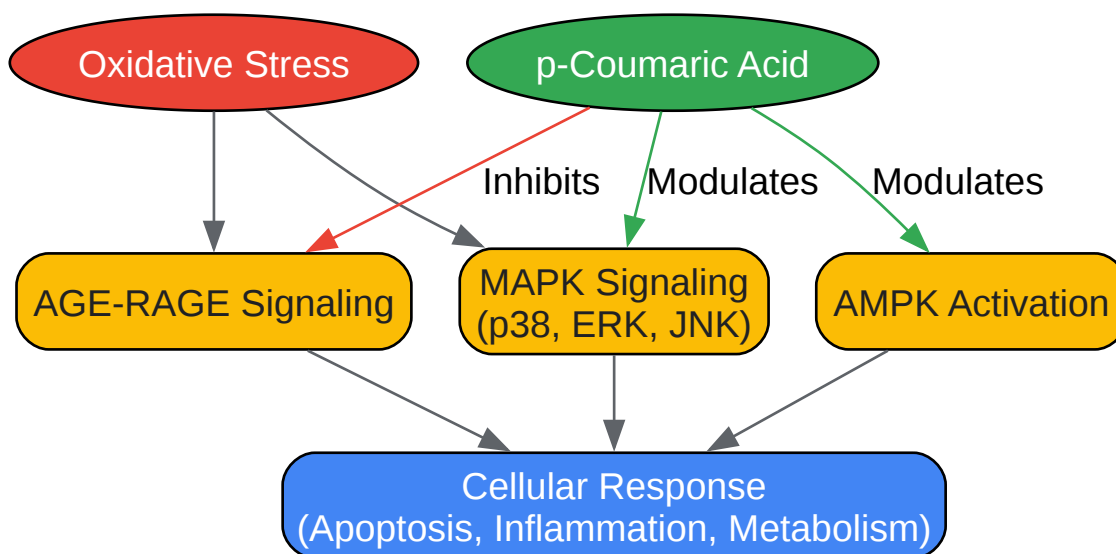 Oxidative Stress
p-Coumaric Acid
Inhibits
Modulates
Modulates
AGE-RAGE Signaling
MAPK Signaling
(p38, ERK, JNK)
AMPK Activation
Cellular Response
(Apoptosis, Inflammation, Metabolism)